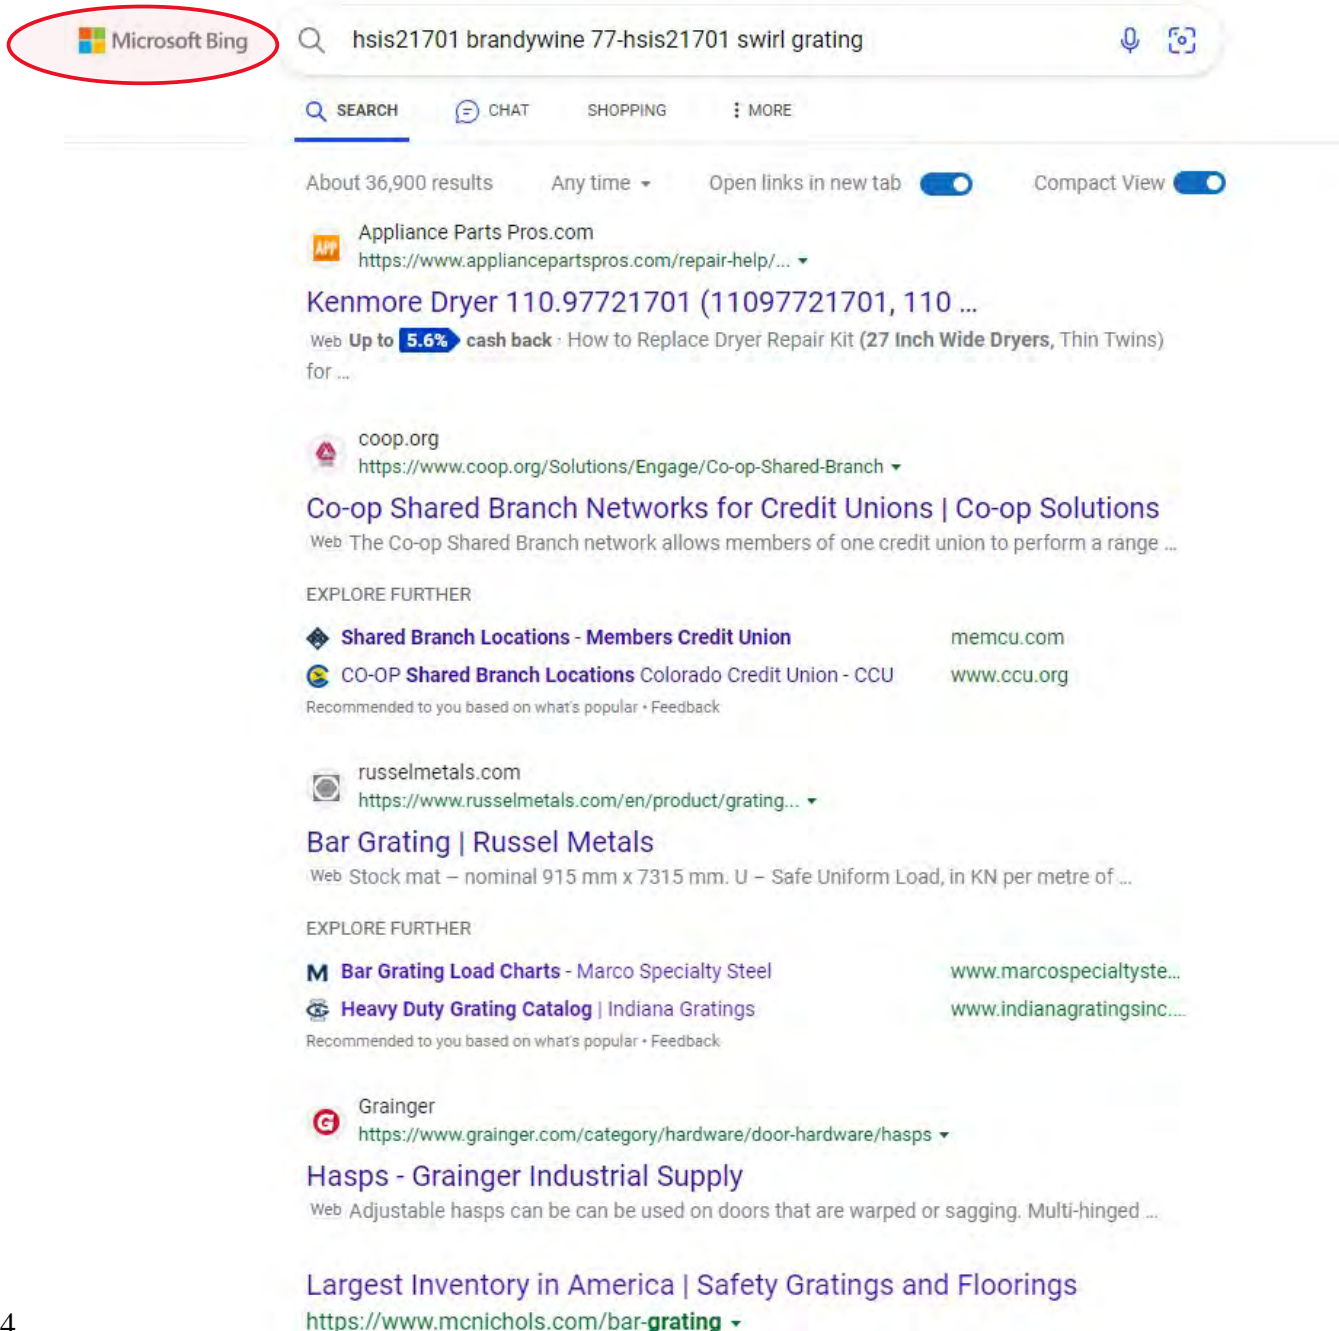 Microsoft Bing
hsis21701 brandywine 77-hsis21701 swirl grating
SEARCH CHAT SHOPPING MORE
About 36,900 results Any time Open links in new tab Compact View
APP
Appliance Parts Pros.com
https://www.appliancepartspros.com/repair-help/...
Kenmore Dryer 110.97721701 (11097721701, 110 ...
Web Up to 5.6% cash back · How to Replace Dryer Repair Kit (27 Inch Wide Dryers, Thin Twins)
for ...
coop.org
https://www.coop.org/Solutions/Engage/Co-op-Shared-Branch
Co-op Shared Branch Networks for Credit Unions | Co-op Solutions
Web The Co-op Shared Branch network allows members of one credit union to perform a range ...
EXPLORE FURTHER
Shared Branch Locations - Members Credit Union memcu.com
CO-OP Shared Branch Locations Colorado Credit Union - CCU www.ccu.org
Recommended to you based on what's popular • Feedback
russelmetals.com
https://www.russelmetals.com/en/product/grating...
Bar Grating | Russel Metals
Web Stock mat – nominal 915 mm x 7315 mm. U – Safe Uniform Load, in KN per metre of ...
EXPLORE FURTHER
M Bar Grating Load Charts - Marco Specialty Steel www.marcospecialtyste...
Heavy Duty Grating Catalog | Indiana Gratings www.indianagratingsinc....
Recommended to you based on what's popular • Feedback
G
Grainger
https://www.grainger.com/category/hardware/door-hardware/hasps
Hasps - Grainger Industrial Supply
Web Adjustable hasps can be can be used on doors that are warped or sagging. Multi-hinged ...
Largest Inventory in America | Safety Gratings and Floorings
https://www.mcnichols.com/bar-grating
4